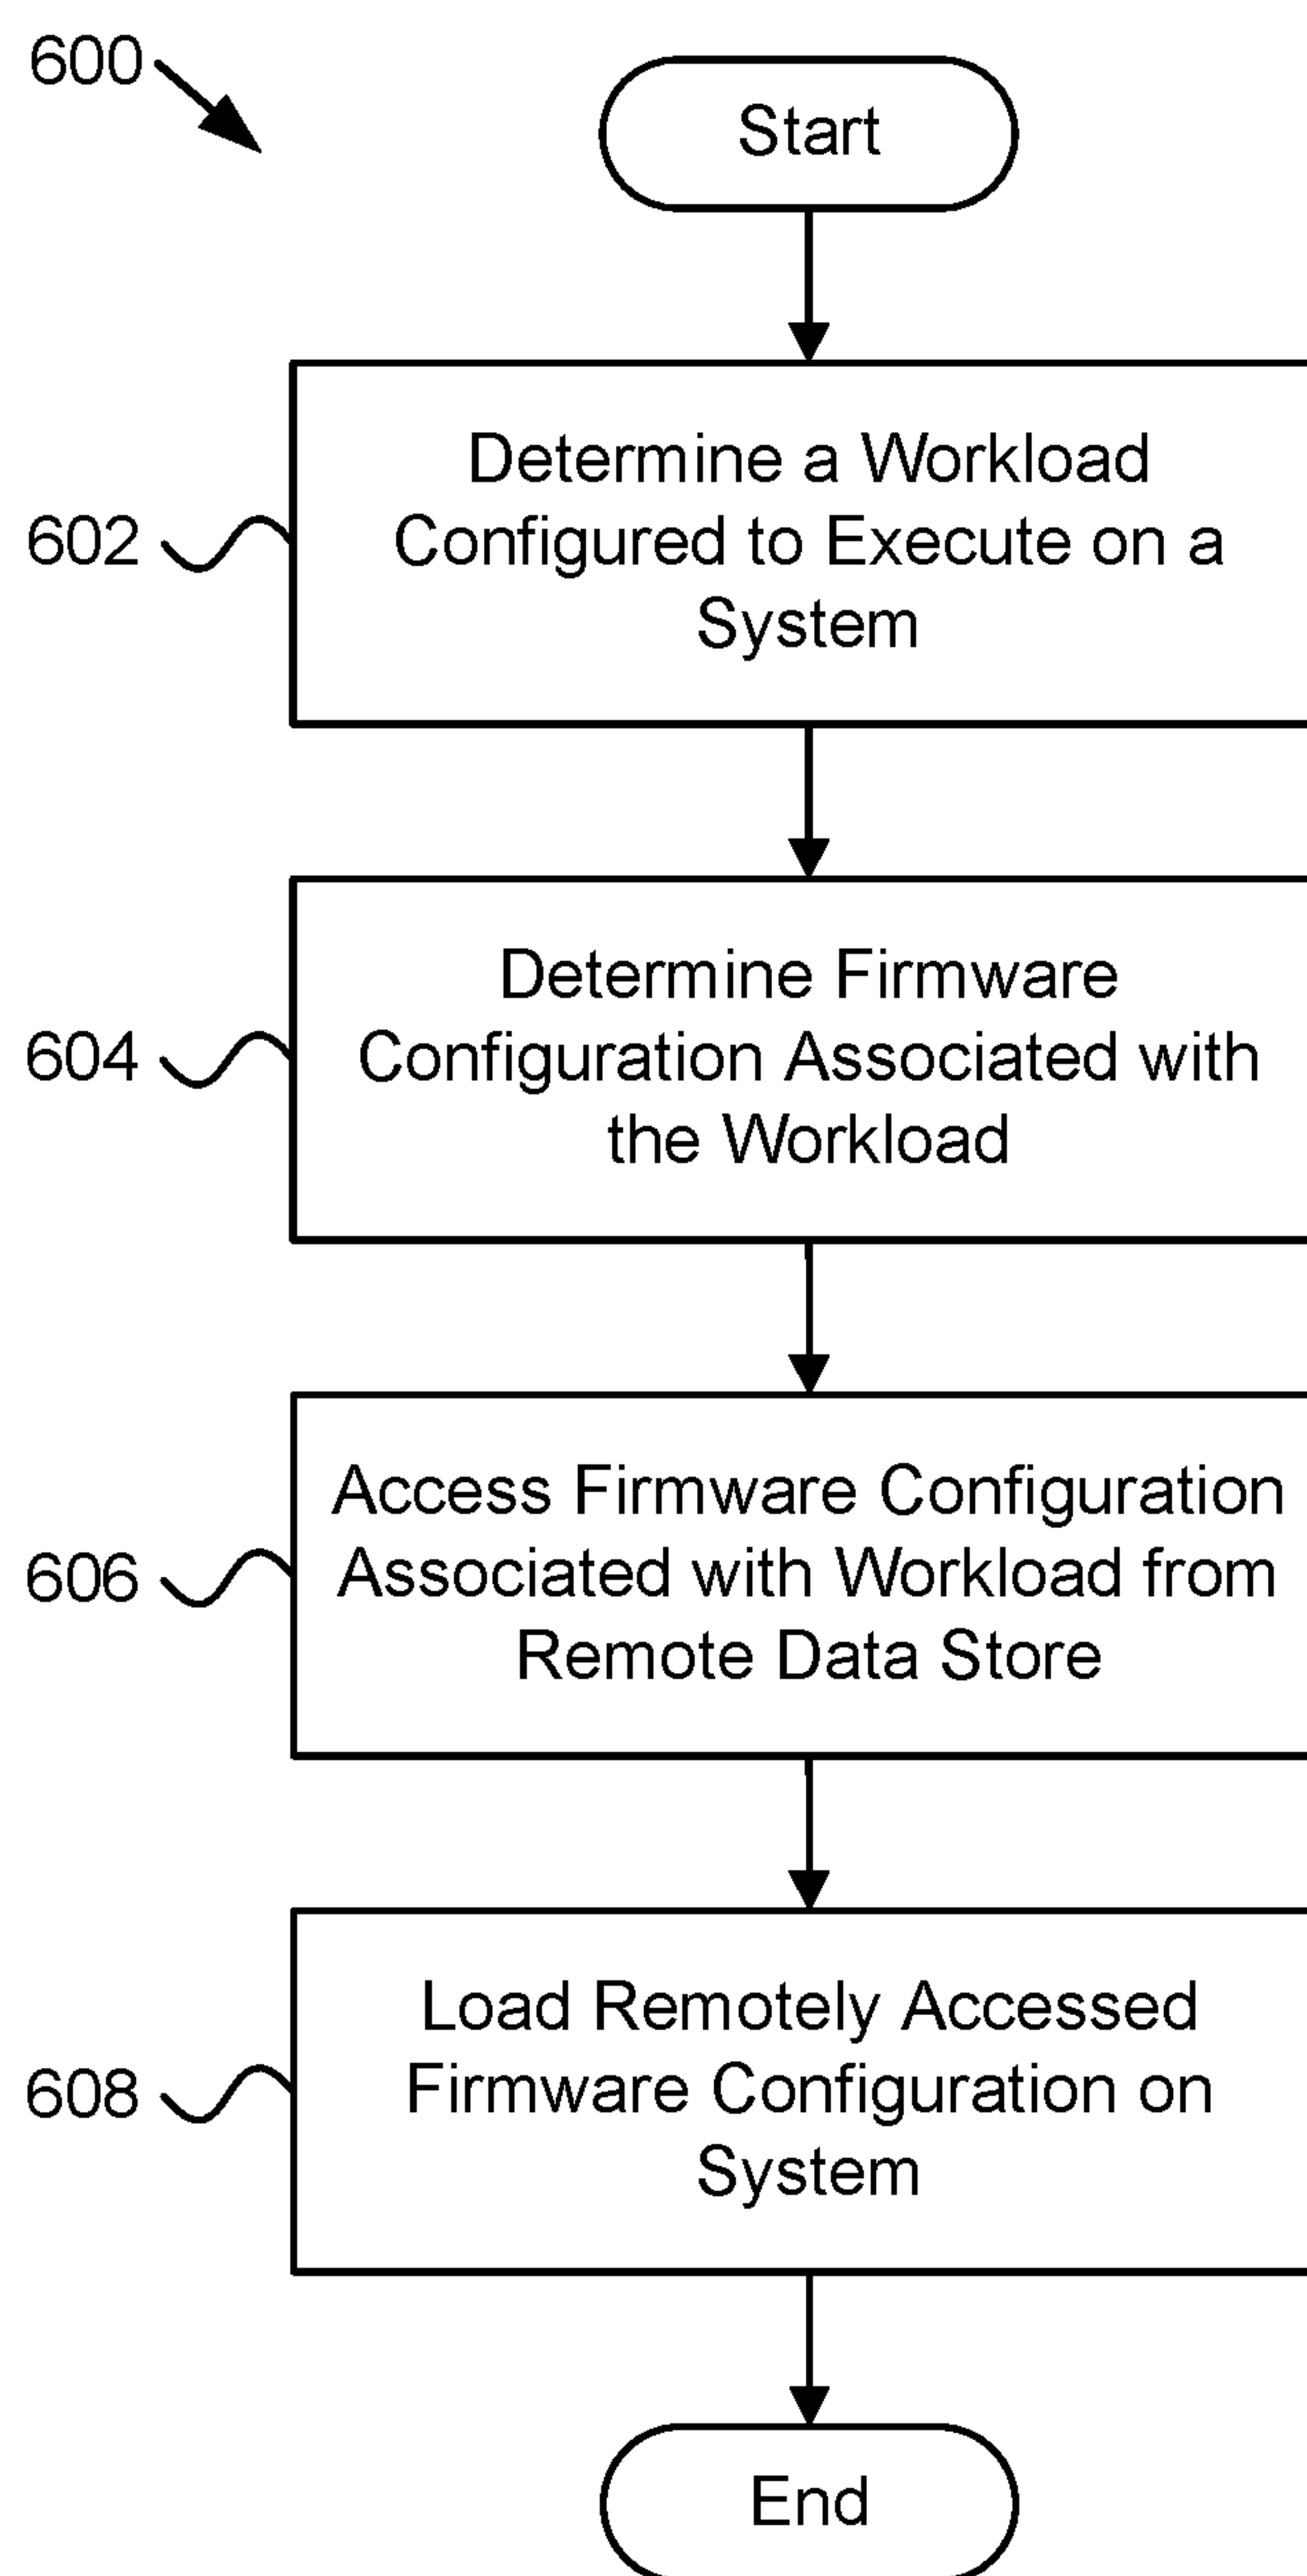 600
Start
602
Determine a Workload
Configured to Execute on a
System
604
Determine Firmware
Configuration Associated with
the Workload
606
Access Firmware Configuration
Associated with Workload from
Remote Data Store
608
Load Remotely Accessed
Firmware Configuration on
System
End